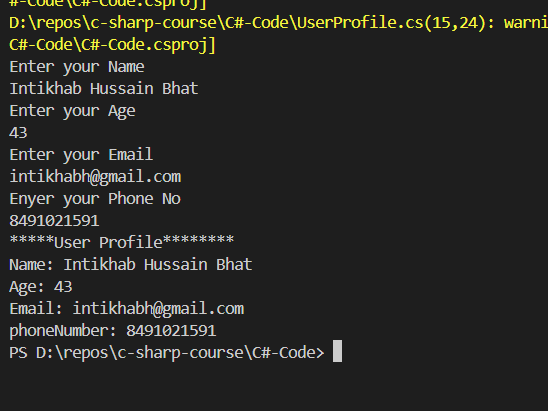 #-Code\C#-Code.csproj]
D:\repos\c-sharp-course\C#-Code\UserProfile.cs(15,24): warni
C#-Code\C#-Code.csproj]
Enter your Name
Intikhab Hussain Bhat
Enter your Age
43
Enter your Email
intikhabh@gmail.com
Enyer your Phone No
8491021591
*****User Profile********
Name: Intikhab Hussain Bhat
Age: 43
Email: intikhabh@gmail.com
phoneNumber: 8491021591
PS D:\repos\c-sharp-course\C#-Code>